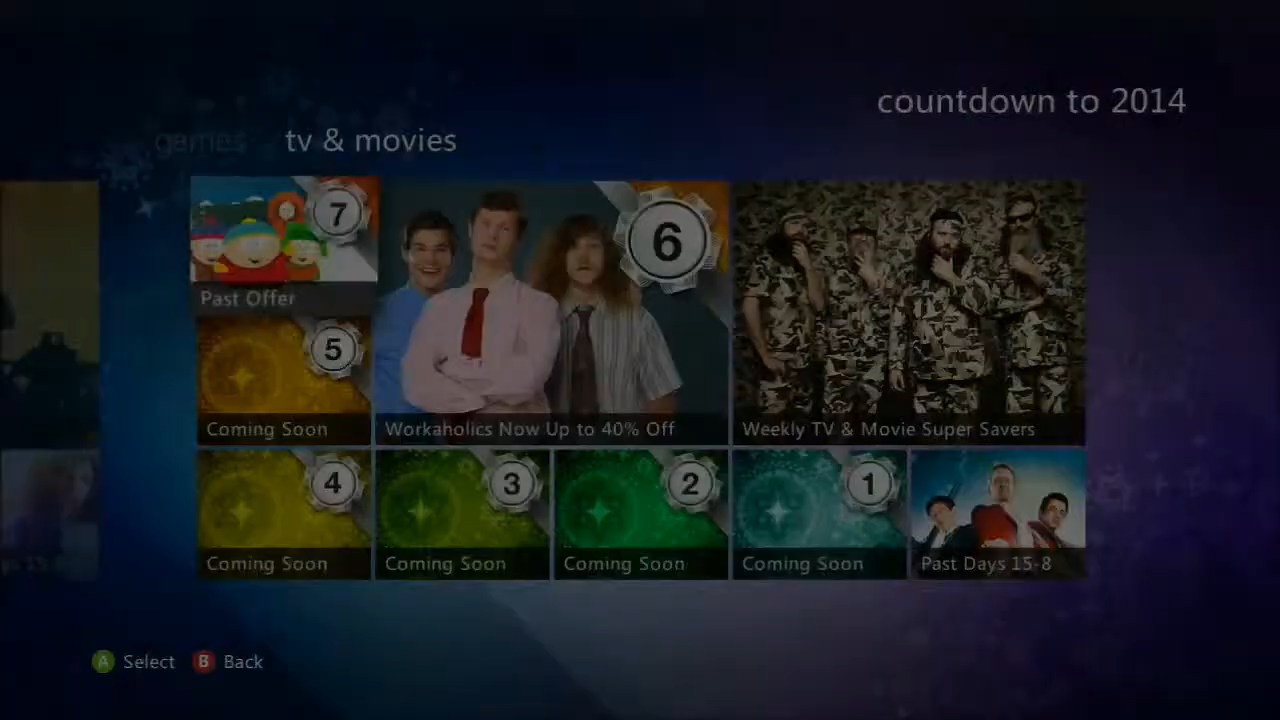 countdown to 2014
games tv & movies
7
Past Offer
6
Workaholics Now Up to 40% Off
Weekly TV & Movie Super Savers
5
Coming Soon
4
Coming Soon
3
Coming Soon
2
Coming Soon
1
Coming Soon
Past Days 15-8
A Select B Back